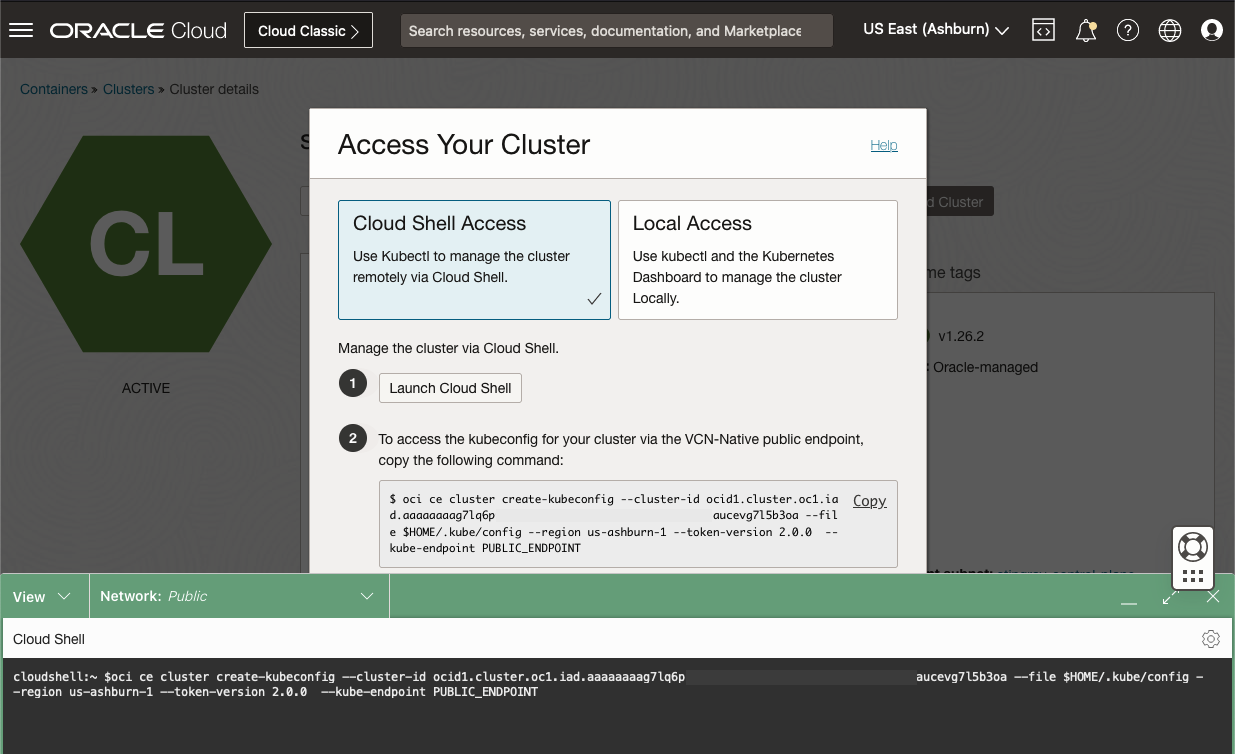 ORACLE Cloud
Cloud Classic
Search resources, services, documentation, and Marketplace
US East (Ashburn)
Containers » Clusters » Cluster details
CL
ACTIVE
Access Your Cluster
Help
Cloud Shell Access
Use Kubectl to manage the cluster
remotely via Cloud Shell.
Local Access
Use kubectl and the Kubernetes
Dashboard to manage the cluster
Locally.
d Cluster
me tags
v1.26.2
: Oracle-managed
Manage the cluster via Cloud Shell.
1
Launch Cloud Shell
2
To access the kubeconfig for your cluster via the VCN-Native public endpoint,
copy the following command:
$ oci ce cluster create-kubeconfig --cluster-id ocid1.cluster.oc1.ia
d.aaaaaaaag7lq6p aucevg7l5b3oa --fil
e $HOME/.kube/config --region us-ashburn-1 --token-version 2.0.0 --
kube-endpoint PUBLIC_ENDPOINT
Copy
View
Network: Public
Cloud Shell
cloudshell:~ $oci ce cluster create-kubeconfig --cluster-id ocid1.cluster.oc1.iad.aaaaaaaag7lq6p aucevg7l5b3oa --file $HOME/.kube/config -
-region us-ashburn-1 --token-version 2.0.0 --kube-endpoint PUBLIC_ENDPOINT